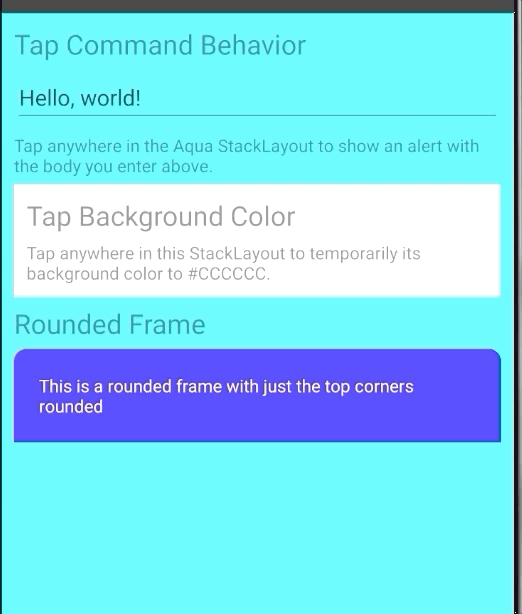 Tap Command Behavior
Hello, world!
Tap anywhere in the Aqua StackLayout to show an alert with
the body you enter above.
Tap Background Color
Tap anywhere in this StackLayout to temporarily its
background color to #CCCCCC.
Rounded Frame
This is a rounded frame with just the top corners
rounded